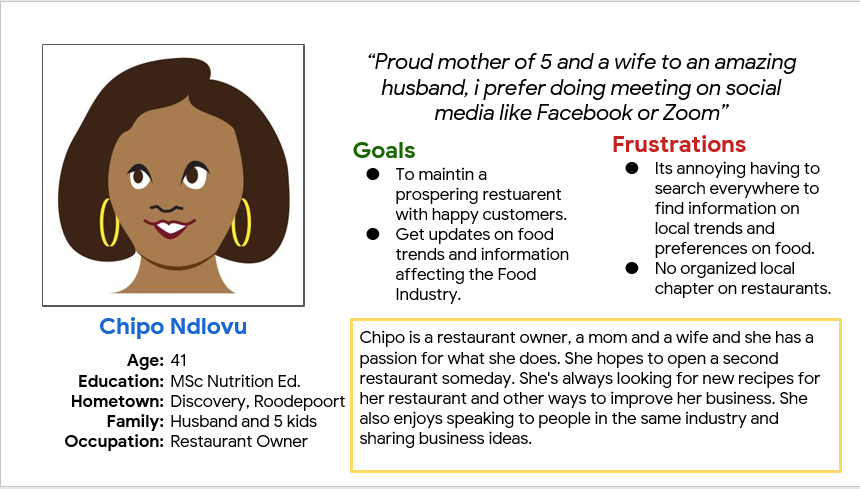 “Proud mother of 5 and a wife to an amazing
husband, i prefer doing meeting on social
media like Facebook or Zoom”
Goals
● To maintin a
prospering restuarent
with happy customers.
● Get updates on food
trends and information
affecting the Food
Industry.
Frustrations
● Its annoying having to
search everywhere to
find information on
local trends and
preferences on food.
● No organized local
chapter on restaurants.
Chipo Ndlovu
Age: 41
Education: MSc Nutrition Ed.
Hometown: Discovery, Roodepoort
Family: Husband and 5 kids
Occupation: Restaurant Owner
Chipo is a restaurant owner, a mom and a wife and she has a
passion for what she does. She hopes to open a second
restaurant someday. She's always looking for new recipes for
her restaurant and other ways to improve her business. She
also enjoys speaking to people in the same industry and
sharing business ideas.